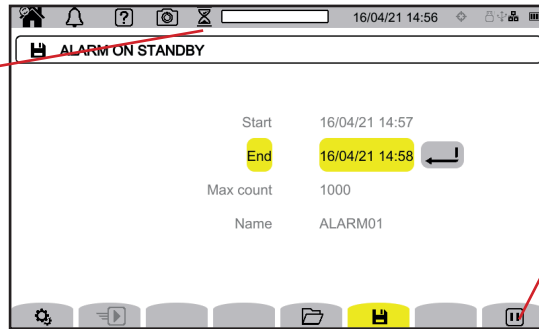 16/04/21 14:56
ALARM ON STANDBY
Start 16/04/21 14:57
End 16/04/21 14:58
Max count 1000
Name ALARM01